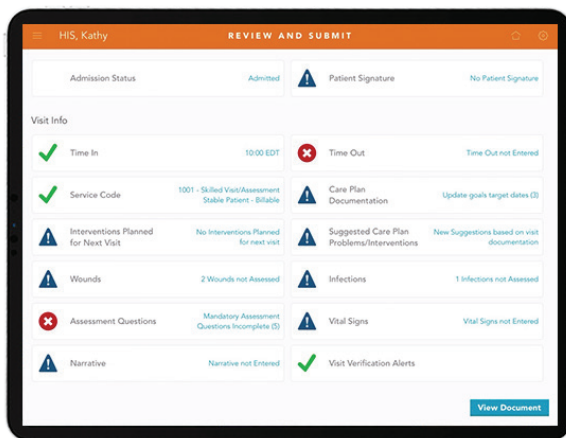 HIS, Kathy
REVIEW AND SUBMIT
Admission Status
Admitted
Patient Signature
No Patient Signature
Visit Info
Time In
10:00 EDT
Time Out
Time Out not Entered
Service Code
1001 - Skilled Visit/Assessment
Stable Patient - Billable
Care Plan
Documentation
Update goals target dates (3)
Interventions Planned
for Next Visit
No Interventions Planned
for next visit
Suggested Care Plan
Problems/Interventions
New Suggestions based on visit
documentation
Wounds
2 Wounds not Assessed
Infections
1 Infections not Assessed
Assessment Questions
Mandatory Assessment
Questions Incomplete (5)
Vital Signs
Vital Signs not Entered
Narrative
Narrative not Entered
Visit Verification Alerts
View Document